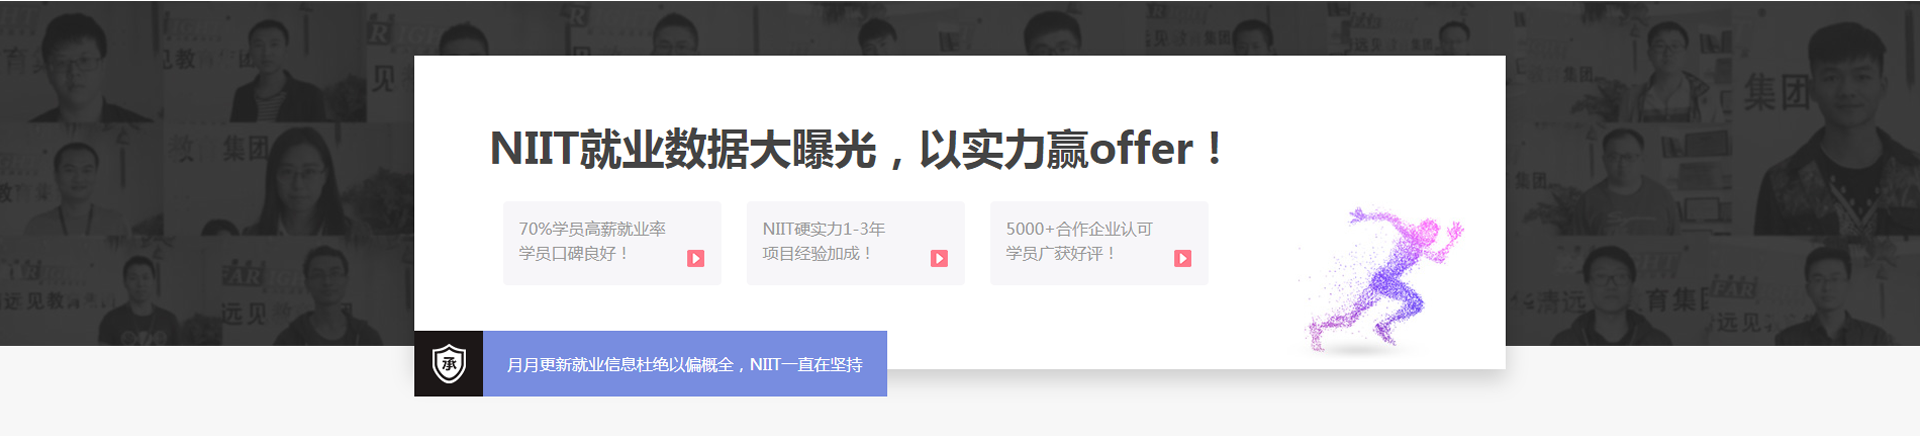 NIIT就业数据大曝光，以实力赢offer！
70%学员高薪就业率
学员口碑良好！
NIIT硬实力1-3年
项目经验加成！
5000+合作企业认可
学员广获好评！
承
月月更新就业信息杜绝以偏概全，NIIT一直在坚持